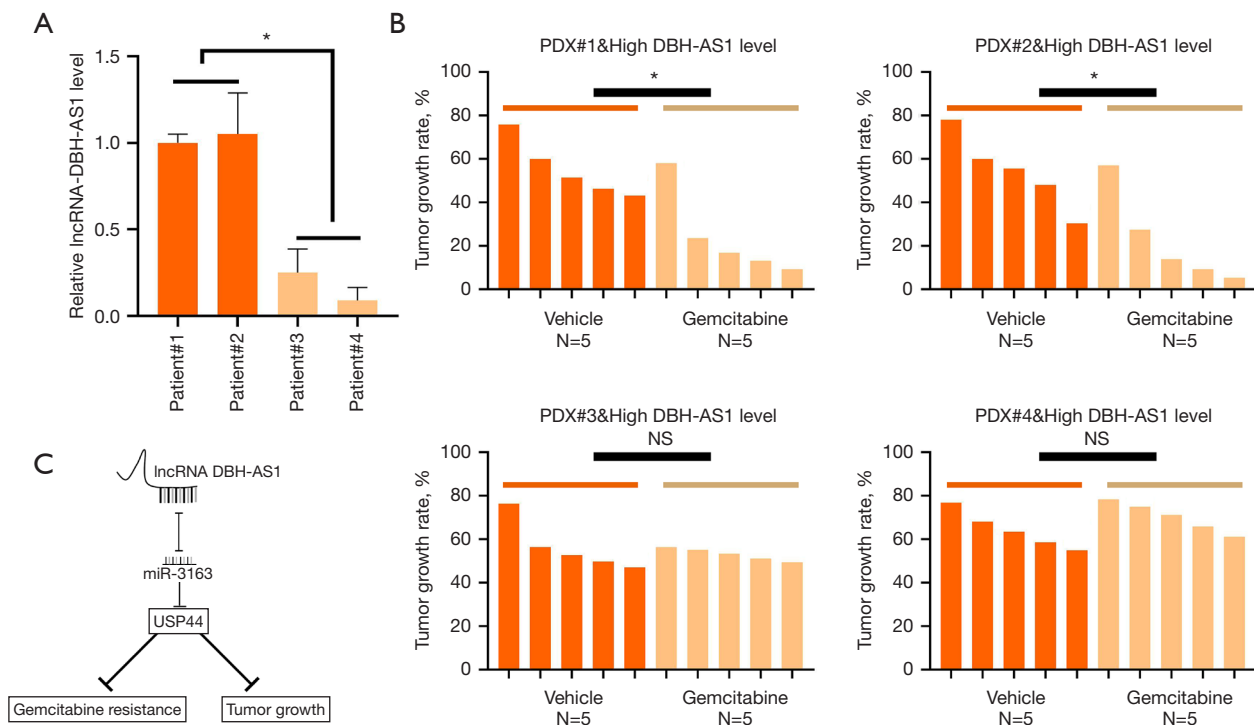 A
*
Relative lncRNA-DBH-AS1 level
1.5
1.0
0.5
0.0
Patient#1
Patient#2
Patient#3
Patient#4
B
PDX#1&High DBH-AS1 level
*
Tumor growth rate, %
100
80
60
40
20
0
Vehicle
N=5
Gemcitabine
N=5
PDX#2&High DBH-AS1 level
*
Tumor growth rate, %
100
80
60
40
20
0
Vehicle
N=5
Gemcitabine
N=5
PDX#3&High DBH-AS1 level
NS
Tumor growth rate, %
100
80
60
40
20
0
Vehicle
N=5
Gemcitabine
N=5
PDX#4&High DBH-AS1 level
NS
Tumor growth rate, %
100
80
60
40
20
0
Vehicle
N=5
Gemcitabine
N=5
C
lncRNA DBH-AS1
miR-3163
USP44
Gemcitabine resistance
Tumor growth